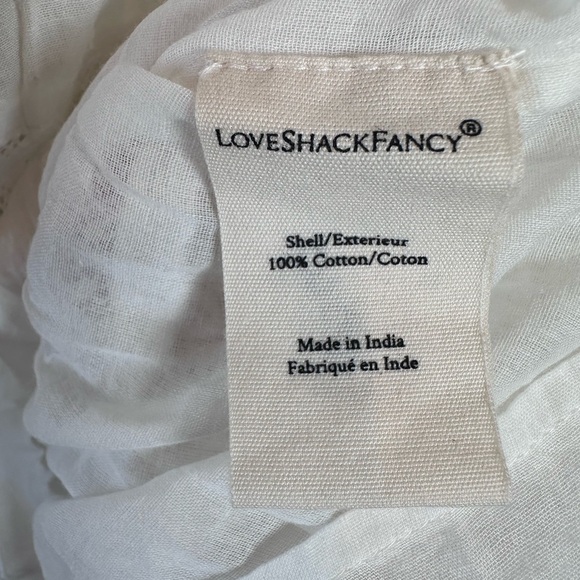 LOVESHACKFANCY®
Shell/Exterieur
100% Cotton/Coton
Made in India
Fabriqué en Inde